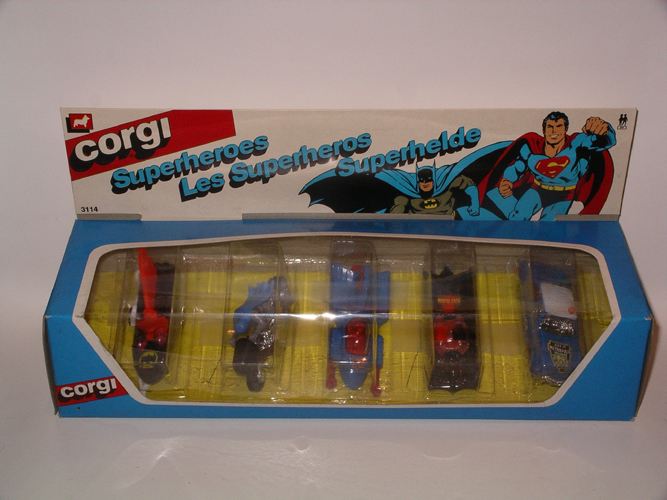 corgi
Superheroes
Les Superheros
Superhelde
3114
corgi